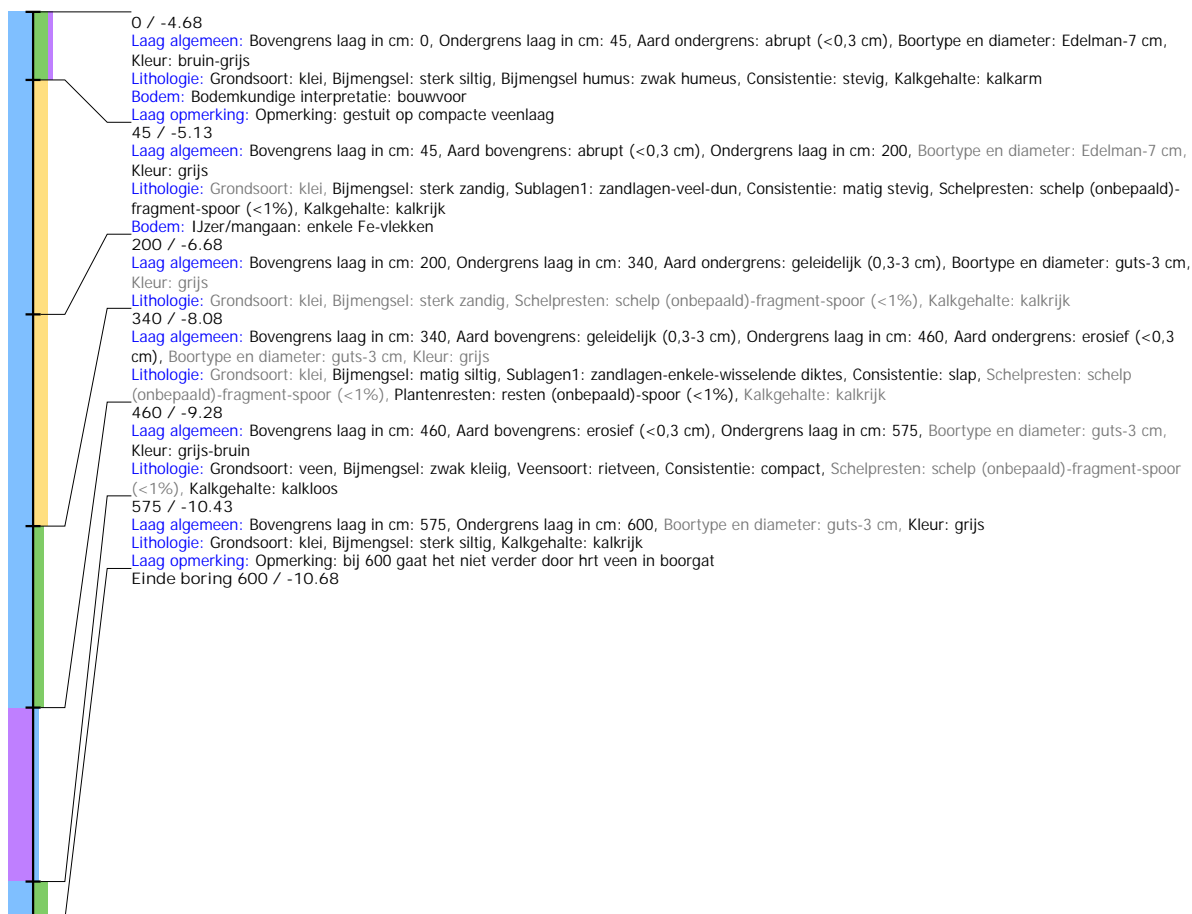 0 / -4.68
Laag algemeen: Bovengrens laag in cm: 0, Ondergrens laag in cm: 45, Aard ondergrens: abrupt (<0,3 cm), Boortype en diameter: Edelman-7 cm,
Kleur: bruin-grijs
Lithologie: Grondsoort: klei, Bijmengsel: sterk siltig, Bijmengsel humus: zwak humeus, Consistentie: stevig, Kalkgehalte: kalkarm
Bodem: Bodemkundige interpretatie: bouwvoor
Laag opmerking: Opmerking: gestuit op compacte veenlaag
45 / -5.13
Laag algemeen: Bovengrens laag in cm: 45, Aard bovengrens: abrupt (<0,3 cm), Ondergrens laag in cm: 200, Boortype en diameter: Edelman-7 cm,
Kleur: grijs
Lithologie: Grondsoort: klei, Bijmengsel: sterk zandig, Sublagen1: zandlagen-veel-dun, Consistentie: matig stevig, Schelpresten: schelp (onbepaald)-
fragment-spoor (<1%), Kalkgehalte: kalkrijk
Bodem: IJzer/mangaan: enkele Fe-vlekken
200 / -6.68
Laag algemeen: Bovengrens laag in cm: 200, Ondergrens laag in cm: 340, Aard ondergrens: geleidelijk (0,3-3 cm), Boortype en diameter: guts-3 cm,
Kleur: grijs
Lithologie: Grondsoort: klei, Bijmengsel: sterk zandig, Schelpresten: schelp (onbepaald)-fragment-spoor (<1%), Kalkgehalte: kalkrijk
340 / -8.08
Laag algemeen: Bovengrens laag in cm: 340, Aard bovengrens: geleidelijk (0,3-3 cm), Ondergrens laag in cm: 460, Aard ondergrens: erosief (<0,3
cm), Boortype en diameter: guts-3 cm, Kleur: grijs
Lithologie: Grondsoort: klei, Bijmengsel: matig siltig, Sublagen1: zandlagen-enkele-wisselende diktes, Consistentie: slap, Schelpresten: schelp
(onbepaald)-fragment-spoor (<1%), Plantenresten: resten (onbepaald)-spoor (<1%), Kalkgehalte: kalkrijk
460 / -9.28
Laag algemeen: Bovengrens laag in cm: 460, Aard bovengrens: erosief (<0,3 cm), Ondergrens laag in cm: 575, Boortype en diameter: guts-3 cm,
Kleur: grijs-bruin
Lithologie: Grondsoort: veen, Bijmengsel: zwak kleiig, Veensoort: rietveen, Consistentie: compact, Schelpresten: schelp (onbepaald)-fragment-spoor
(<1%), Kalkgehalte: kalkloos
575 / -10.43
Laag algemeen: Bovengrens laag in cm: 575, Ondergrens laag in cm: 600, Boortype en diameter: guts-3 cm, Kleur: grijs
Lithologie: Grondsoort: klei, Bijmengsel: sterk siltig, Kalkgehalte: kalkrijk
Laag opmerking: Opmerking: bij 600 gaat het niet verder door hrt veen in boorgat
Einde boring 600 / -10.68